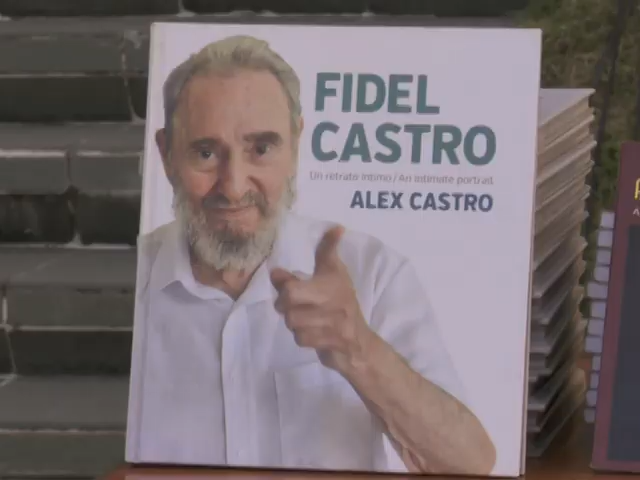 FIDEL
CASTRO
Un retrato íntimo / An intimate portrait
ALEX CASTRO